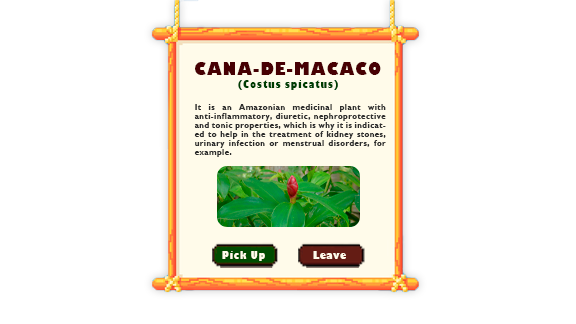 CANA-DE-MACACO
(Costus spicatus)
It is an Amazonian medicinal plant with
anti-inflammatory, diuretic, nephroprotective
and tonic properties, which is why it is indicat-
ed to help in the treatment of kidney stones,
urinary infection or menstrual disorders, for
example.
Pick Up
Leave